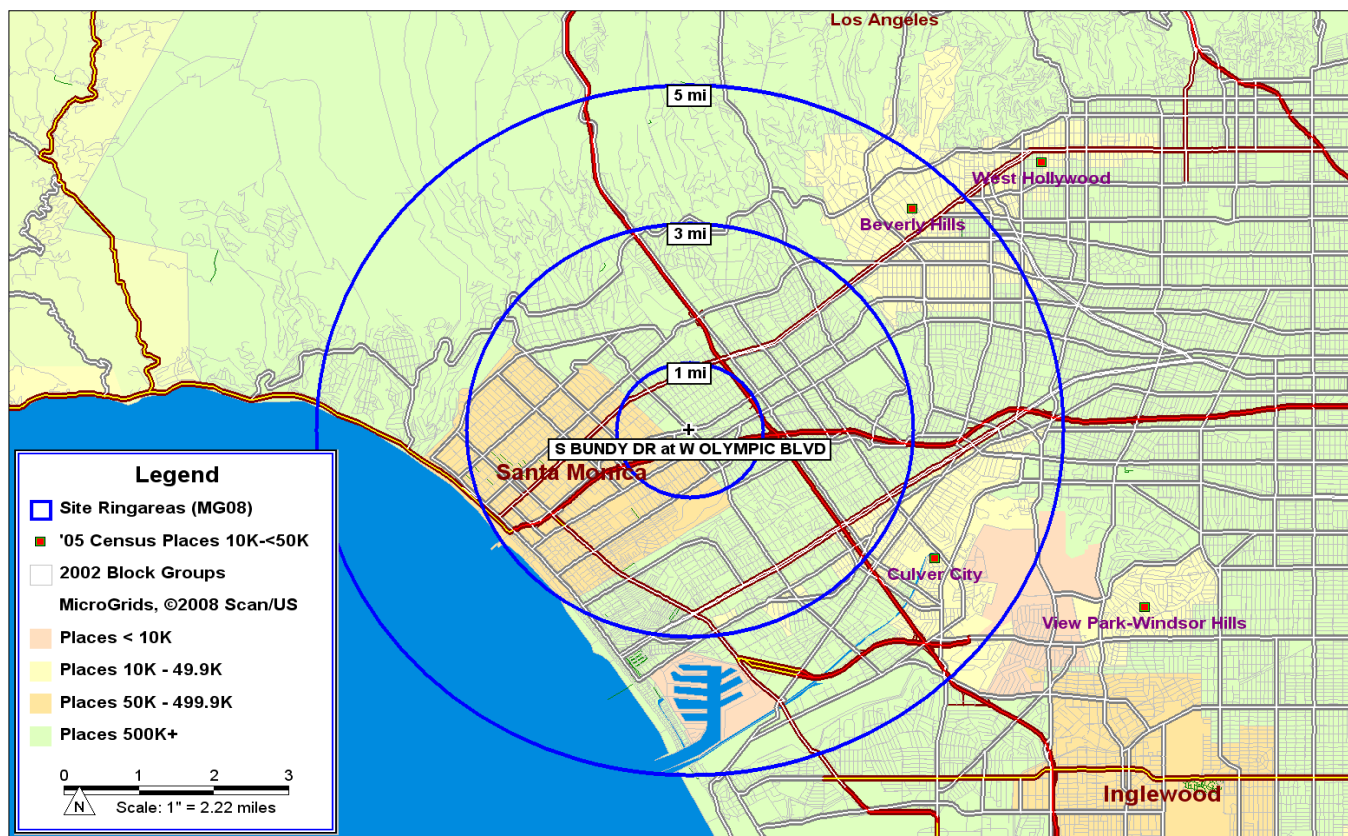 Los Angeles
5 mi
West Hollywood
Beverly Hills
3 mi
1 mi
S BUNDY DR at W OLYMPIC BLVD
Santa Monica
Culver City
View Park-Windsor Hills
Inglewood
Legend
Site Ringareas (MG08)
'05 Census Places 10K-<50K
2002 Block Groups
MicroGrids, ©2008 Scan/US
Places < 10K
Places 10K - 49.9K
Places 50K - 499.9K
Places 500K+
0 1 2 3
N
Scale: 1" = 2.22 miles